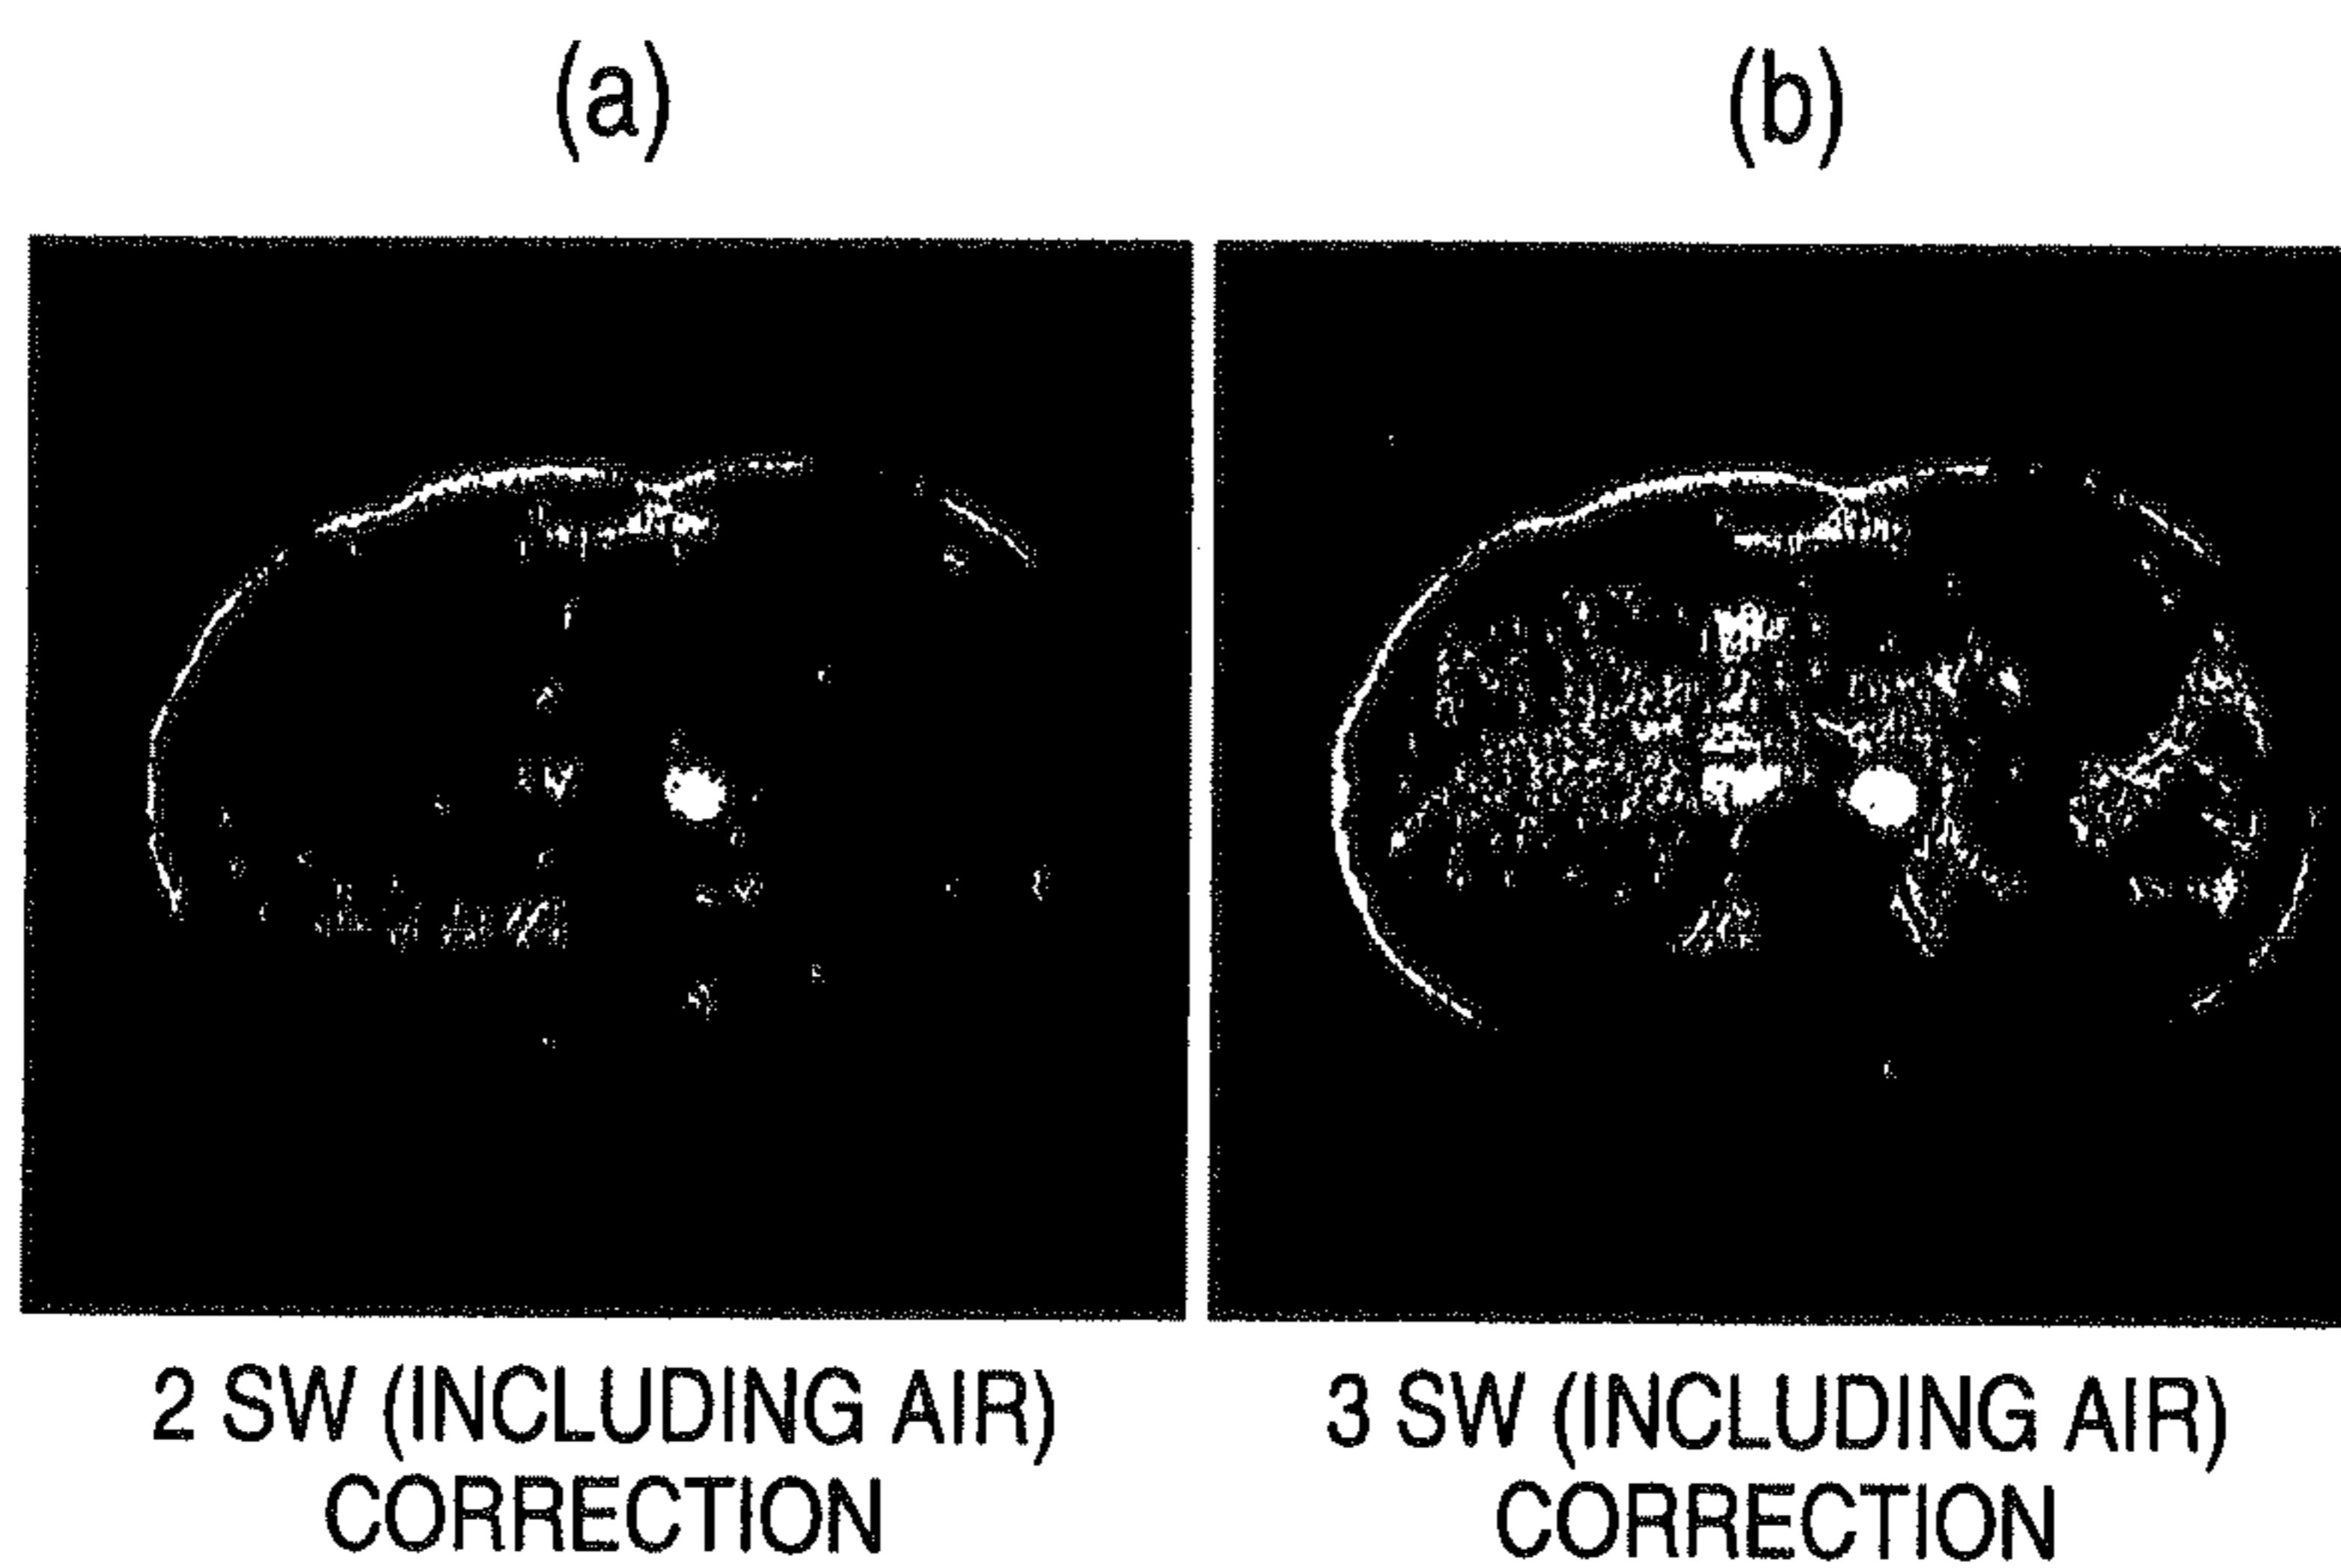 (a)
(b)
2 SW (INCLUDING AIR)
CORRECTION
3 SW (INCLUDING AIR)
CORRECTION